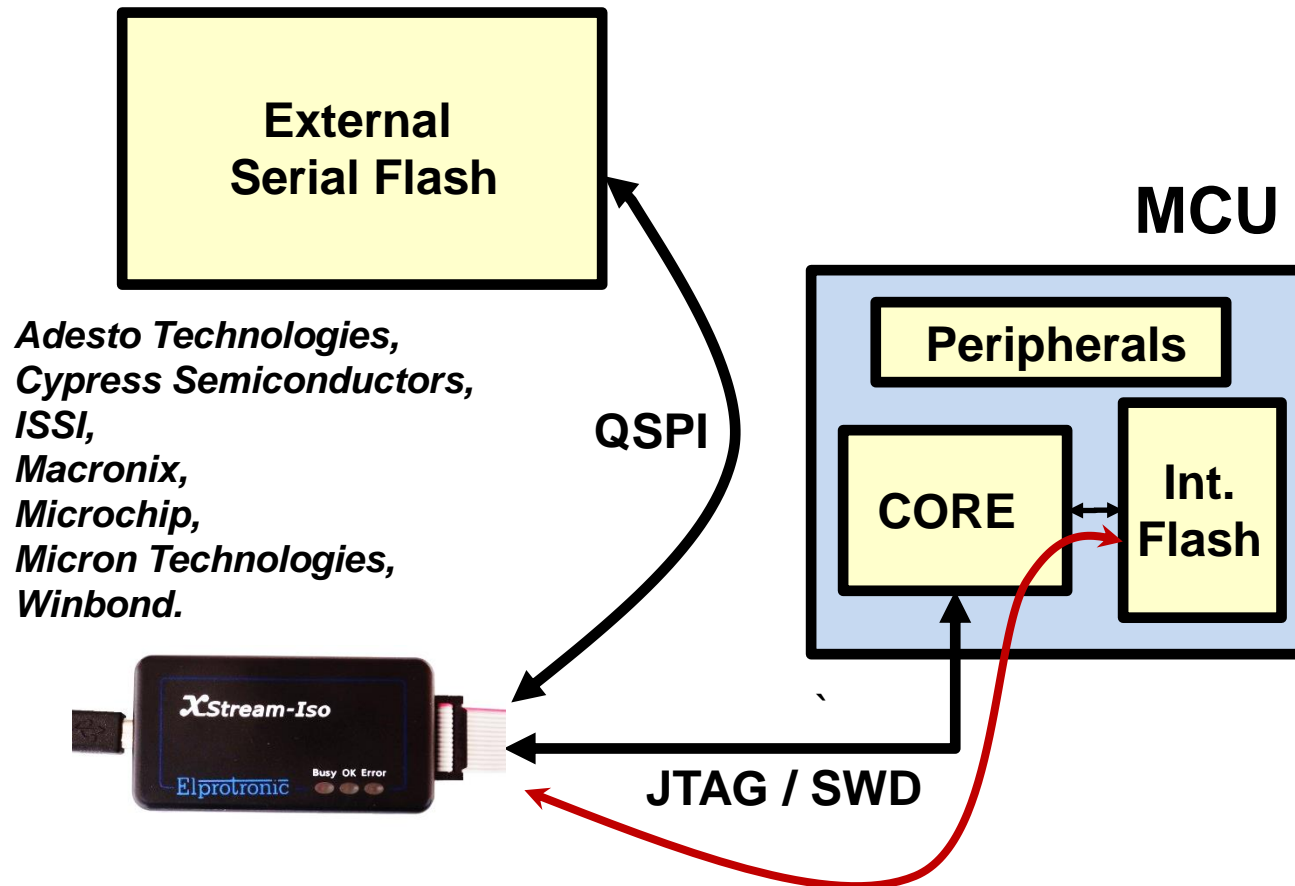 External
Serial Flash
MCU
Adesto Technologies,
Cypress Semiconductors,
ISSI,
Macronix,
Microchip,
Micron Technologies,
Winbond.
QSPI
Peripherals
CORE
Int.
Flash
XStream-Iso
Busy OK Error
Elprotronic
`
JTAG / SWD